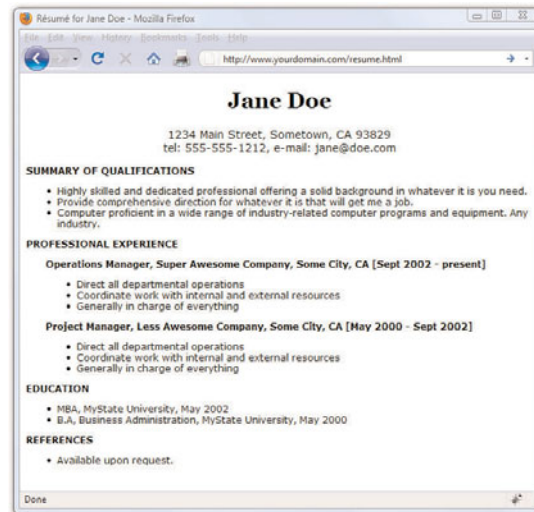 Résumé for Jane Doe - Mozilla Firefox
File Edit View History Bookmarks Tools Help
http://www.yourdomain.com/resume.html
Jane Doe
1234 Main Street, Sometown, CA 93829
tel: 555-555-1212, e-mail: jane@doe.com
SUMMARY OF QUALIFICATIONS
• Highly skilled and dedicated professional offering a solid background in whatever it is you need.
• Provide comprehensive direction for whatever it is that will get me a job.
• Computer proficient in a wide range of industry-related computer programs and equipment. Any
industry.
PROFESSIONAL EXPERIENCE
Operations Manager, Super Awesome Company, Some City, CA [Sept 2002 - present]
• Direct all departmental operations
• Coordinate work with internal and external resources
• Generally in charge of everything
Project Manager, Less Awesome Company, Some City, CA [May 2000 - Sept 2002]
• Direct all departmental operations
• Coordinate work with internal and external resources
• Generally in charge of everything
EDUCATION
• MBA, MyState University, May 2002
• B.A, Business Administration, MyState University, May 2000
REFERENCES
• Available upon request.
Done